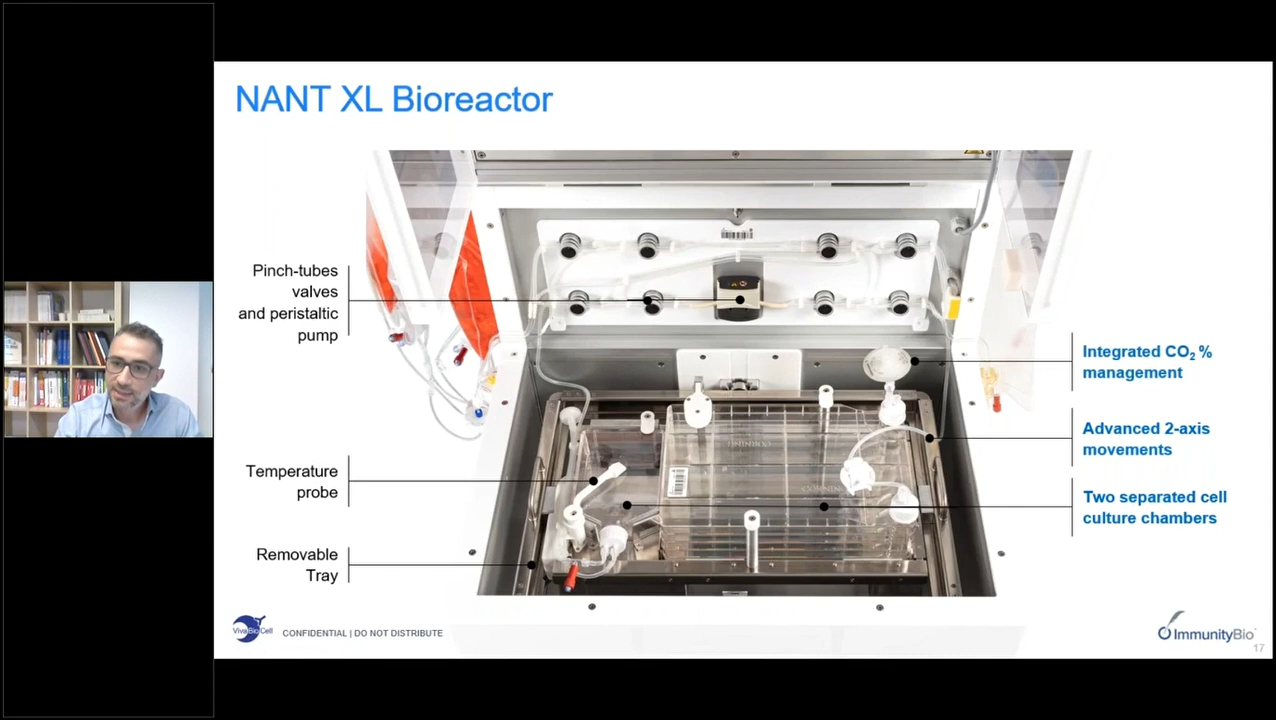 NANT XL Bioreactor
Pinch-tubes
valves
and peristaltic
pump
Temperature
probe
Removable
Tray
Integrated CO₂ %
management
Advanced 2-axis
movements
Two separated cell
culture chambers
VivaBioCell
CONFIDENTIAL | DO NOT DISTRIBUTE
ImmunityBio
17